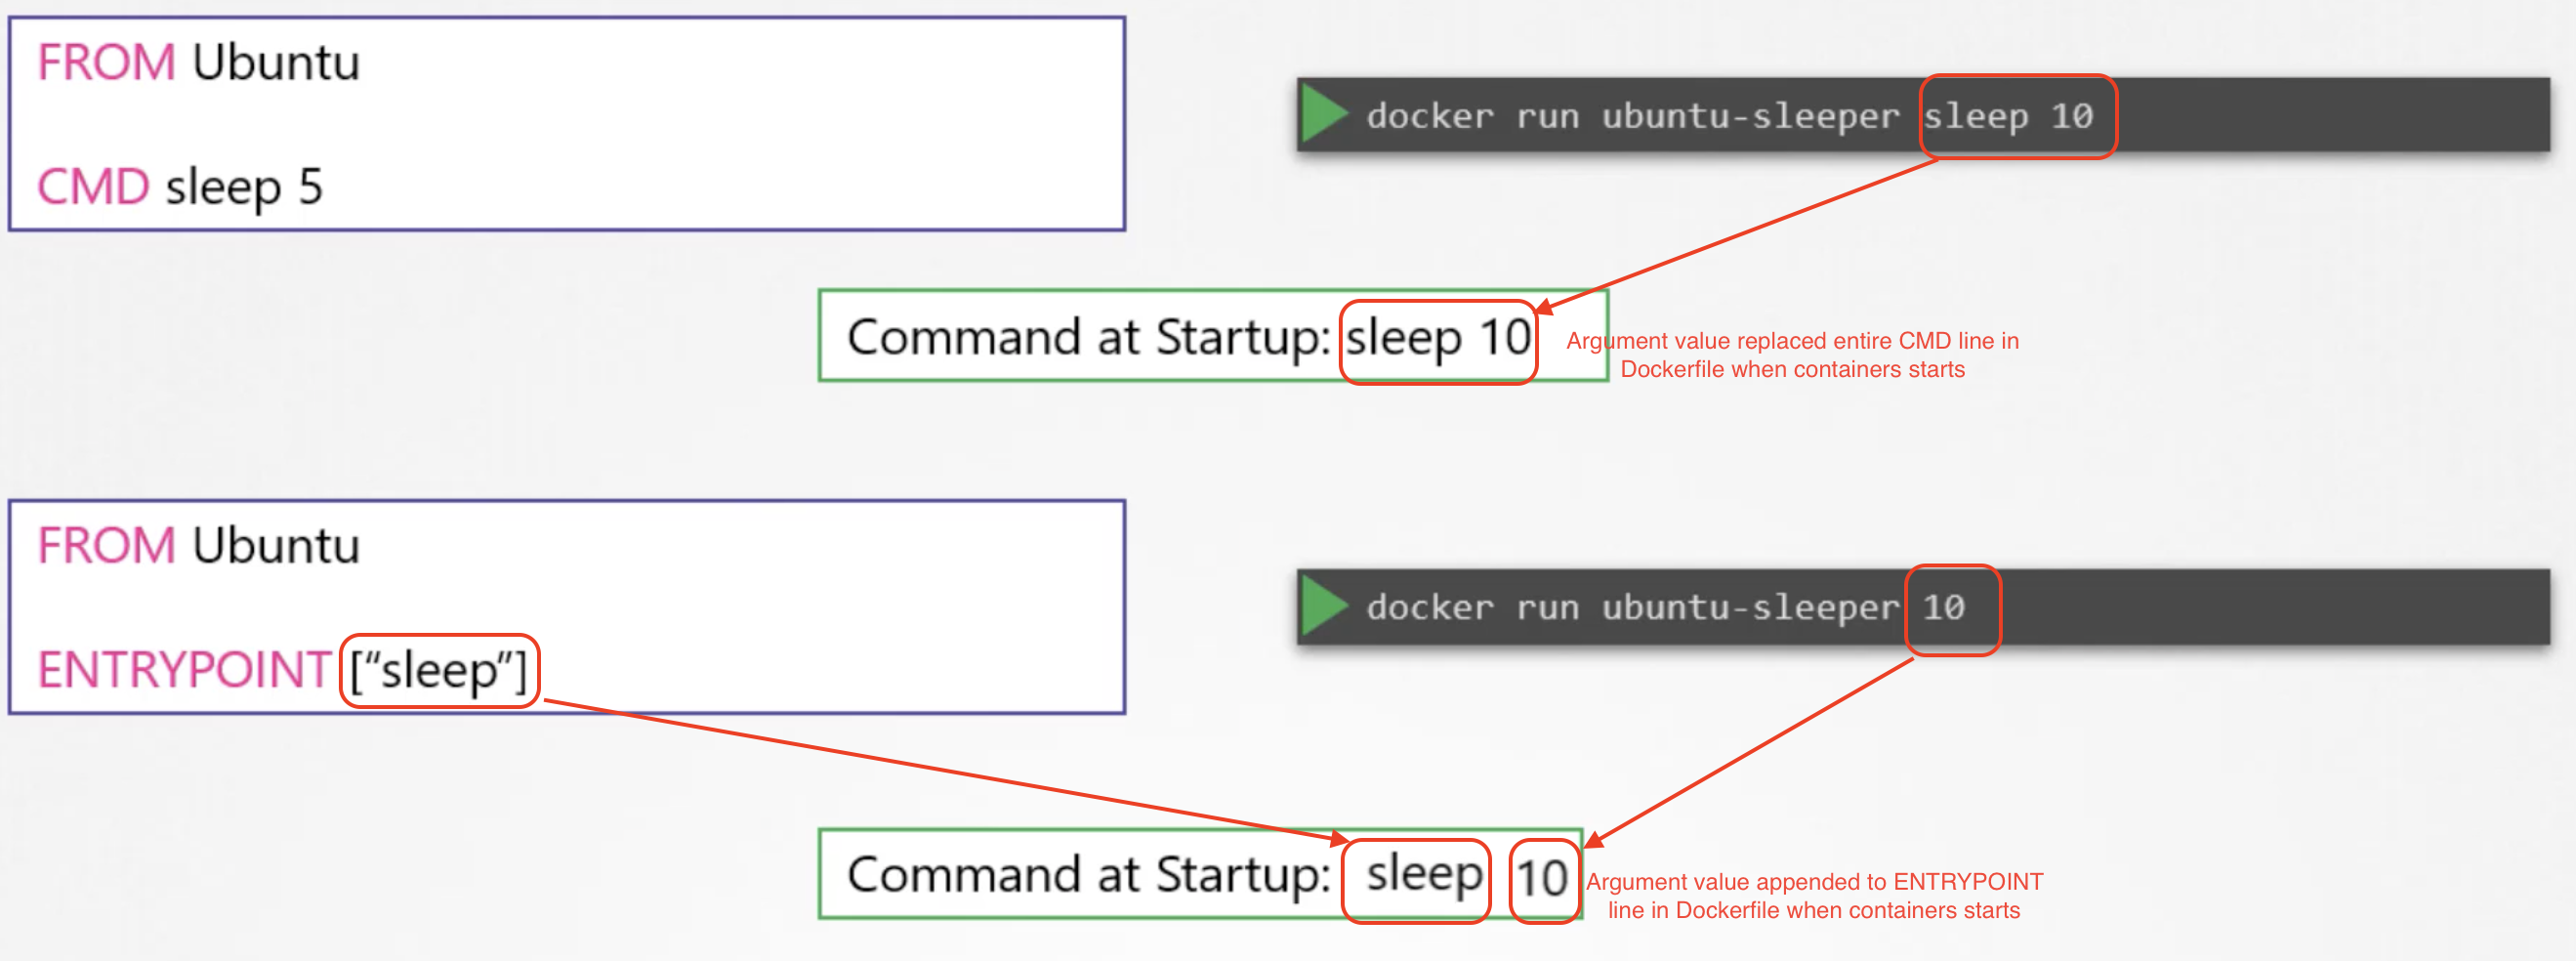 FROM Ubuntu
CMD sleep 5
docker run ubuntu-sleeper sleep 10
Command at Startup: sleep 10
Argument value replaced entire CMD line in
Dockerfile when containers starts
FROM Ubuntu
ENTRYPOINT [“sleep”]
docker run ubuntu-sleeper 10
Command at Startup: sleep 10
Argument value appended to ENTRYPOINT
line in Dockerfile when containers starts